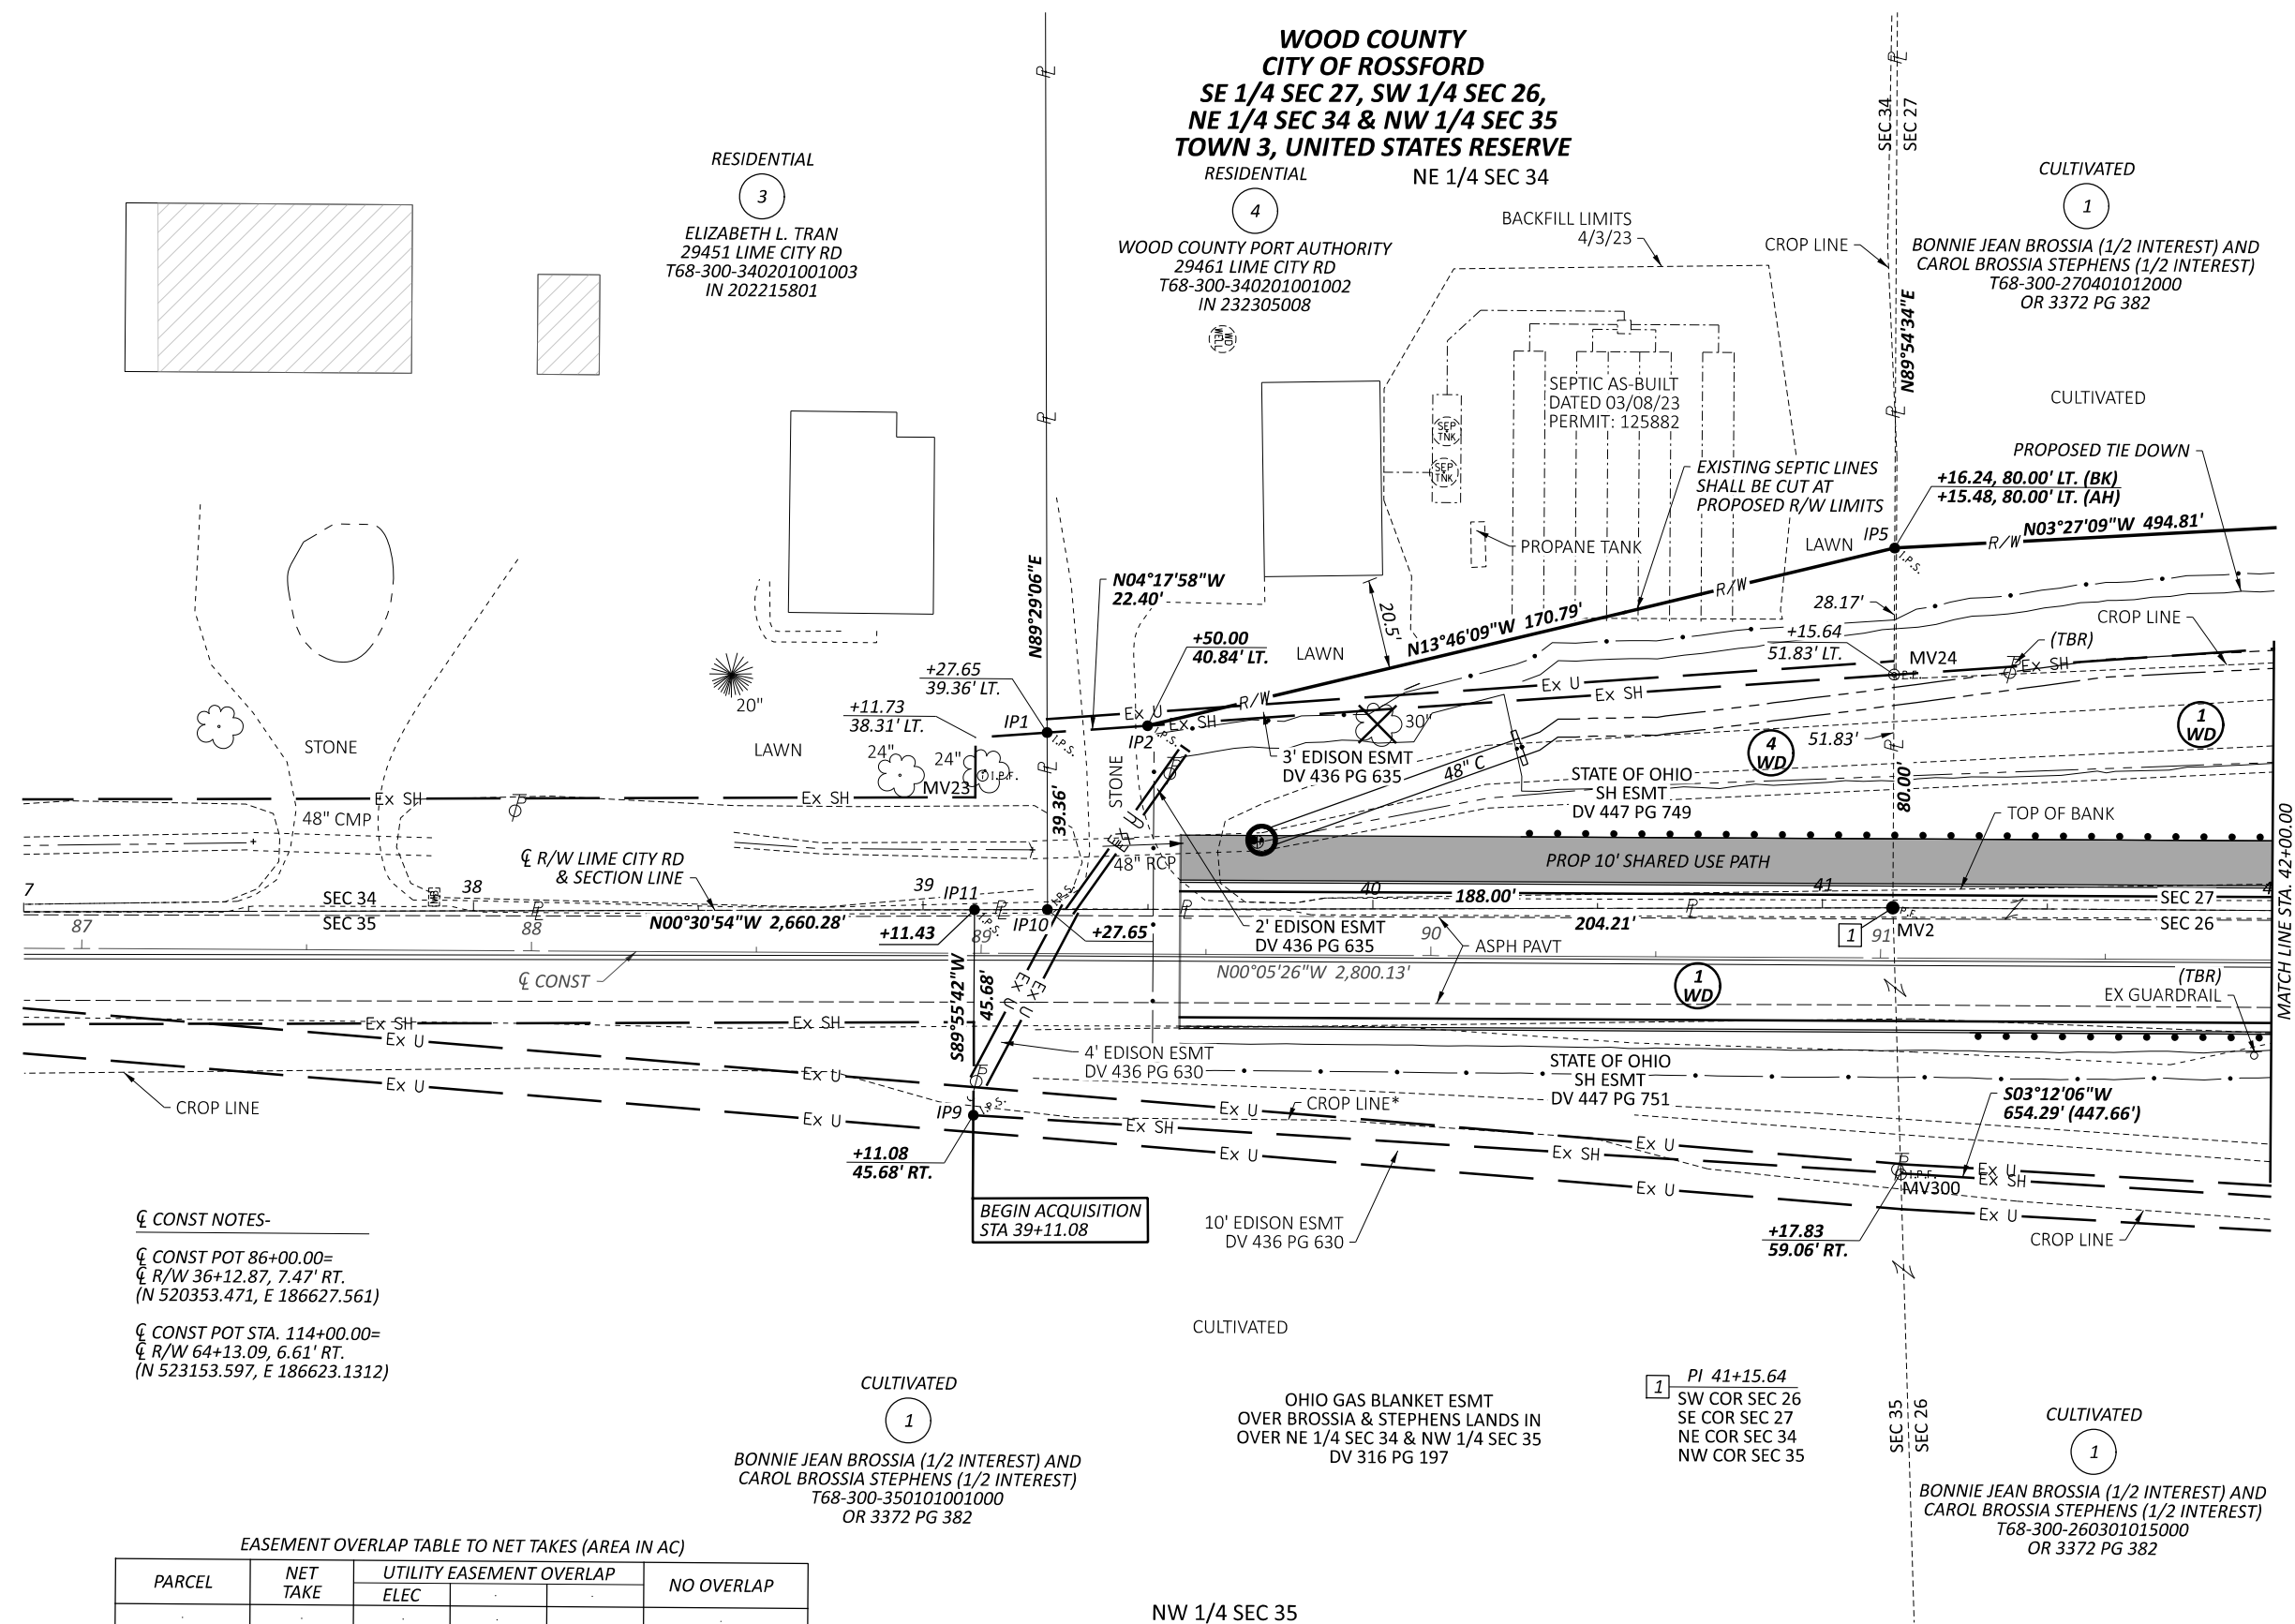 WOOD COUNTY
CITY OF ROSSFORD
SE 1/4 SEC 27, SW 1/4 SEC 26,
NE 1/4 SEC 34 & NW 1/4 SEC 35
TOWN 3, UNITED STATES RESERVE
NE 1/4 SEC 34
RESIDENTIAL
3
ELIZABETH L. TRAN
29451 LIME CITY RD
T68-300-340201001003
IN 202215801
RESIDENTIAL
4
WOOD COUNTY PORT AUTHORITY
29461 LIME CITY RD
T68-300-340201001002
IN 232305008
WD
WELL
BACKFILL LIMITS
4/3/23
CROP LINE
SEC 34
SEC 27
CULTIVATED
1
BONNIE JEAN BROSSIA (1/2 INTEREST) AND
CAROL BROSSIA STEPHENS (1/2 INTEREST)
T68-300-270401012000
OR 3372 PG 382
N89°54'34"E
CULTIVATED
SEPTIC AS-BUILT
DATED 03/08/23
PERMIT: 125882
SEP
TNK
SEP
TNK
PROPOSED TIE DOWN
EXISTING SEPTIC LINES
SHALL BE CUT AT
PROPOSED R/W LIMITS
+16.24, 80.00' LT. (BK)
+15.48, 80.00' LT. (AH)
N03°27'09"W 494.81'
R/W
IP5
I.P.S.
LAWN
PROPANE TANK
N89°29'06"E
N04°17'58"W
22.40'
20.5'
N13°46'09"W 170.79'
R/W
28.17'
CROP LINE
+15.64
51.83' LT.
(TBR)
MV24
Ex SH
+50.00
40.84' LT.
LAWN
+27.65
39.36' LT.
20"
+11.73
38.31' LT.
IP1
I.P.S.
Ex U
Ex SH
R/W
Ex U
Ex SH
IP2
I.P.S.
30"
STONE
LAWN
24"
24"
I.P.F.
MV23
STONE
3' EDISON ESMT
DV 436 PG 635
48" C
4
WD
51.83'
1
WD
STATE OF OHIO
SH ESMT
DV 447 PG 749
80.00'
TOP OF BANK
Ex SH
Ex SH
48" CMP
39.36'
Ex U
48" RCP
PROP 10' SHARED USE PATH
MATCH LINE STA. 42+00.00
℄ R/W LIME CITY RD
& SECTION LINE
7
38
39
40
41
4
SEC 34
SEC 35
IP11
I.P.S.
IP10
I.P.S.
188.00'
SEC 27
SEC 26
N00°30'54"W 2,660.28'
+11.43
+27.65
2' EDISON ESMT
DV 436 PG 635
204.21'
1
MV2
P.F.
87
88
89
90
91
ASPH PAVT
N00°05'26"W 2,800.13'
℄ CONST
S89°55'42"W
45.68'
Ex U
Ex U
1
WD
(TBR)
EX GUARDRAIL
Ex SH
Ex SH
Ex U
Ex U
Ex U
Ex U
4' EDISON ESMT
DV 436 PG 630
STATE OF OHIO
SH ESMT
DV 447 PG 751
S03°12'06"W
654.29' (447.66')
CROP LINE
IP9
I.P.S.
Ex U
CROP LINE*
Ex SH
Ex U
Ex U
Ex SH
Ex U
I.P.F.
MV300
Ex U
Ex SH
Ex U
+11.08
45.68' RT.
BEGIN ACQUISITION
STA 39+11.08
10' EDISON ESMT
DV 436 PG 630
+17.83
59.06' RT.
CROP LINE
℄ CONST NOTES-
℄ CONST POT 86+00.00=
℄ R/W 36+12.87, 7.47' RT.
(N 520353.471, E 186627.561)
℄ CONST POT STA. 114+00.00=
℄ R/W 64+13.09, 6.61' RT.
(N 523153.597, E 186623.1312)
CULTIVATED
CULTIVATED
1
BONNIE JEAN BROSSIA (1/2 INTEREST) AND
CAROL BROSSIA STEPHENS (1/2 INTEREST)
T68-300-350101001000
OR 3372 PG 382
OHIO GAS BLANKET ESMT
OVER BROSSIA & STEPHENS LANDS IN
OVER NE 1/4 SEC 34 & NW 1/4 SEC 35
DV 316 PG 197
1
PI 41+15.64
SW COR SEC 26
SE COR SEC 27
NE COR SEC 34
NW COR SEC 35
SEC 35
SEC 26
CULTIVATED
1
BONNIE JEAN BROSSIA (1/2 INTEREST) AND
CAROL BROSSIA STEPHENS (1/2 INTEREST)
T68-300-260301015000
OR 3372 PG 382
EASEMENT OVERLAP TABLE TO NET TAKES (AREA IN AC)
PARCEL
NET
TAKE
UTILITY EASEMENT OVERLAP
ELEC
NO OVERLAP
NW 1/4 SEC 35